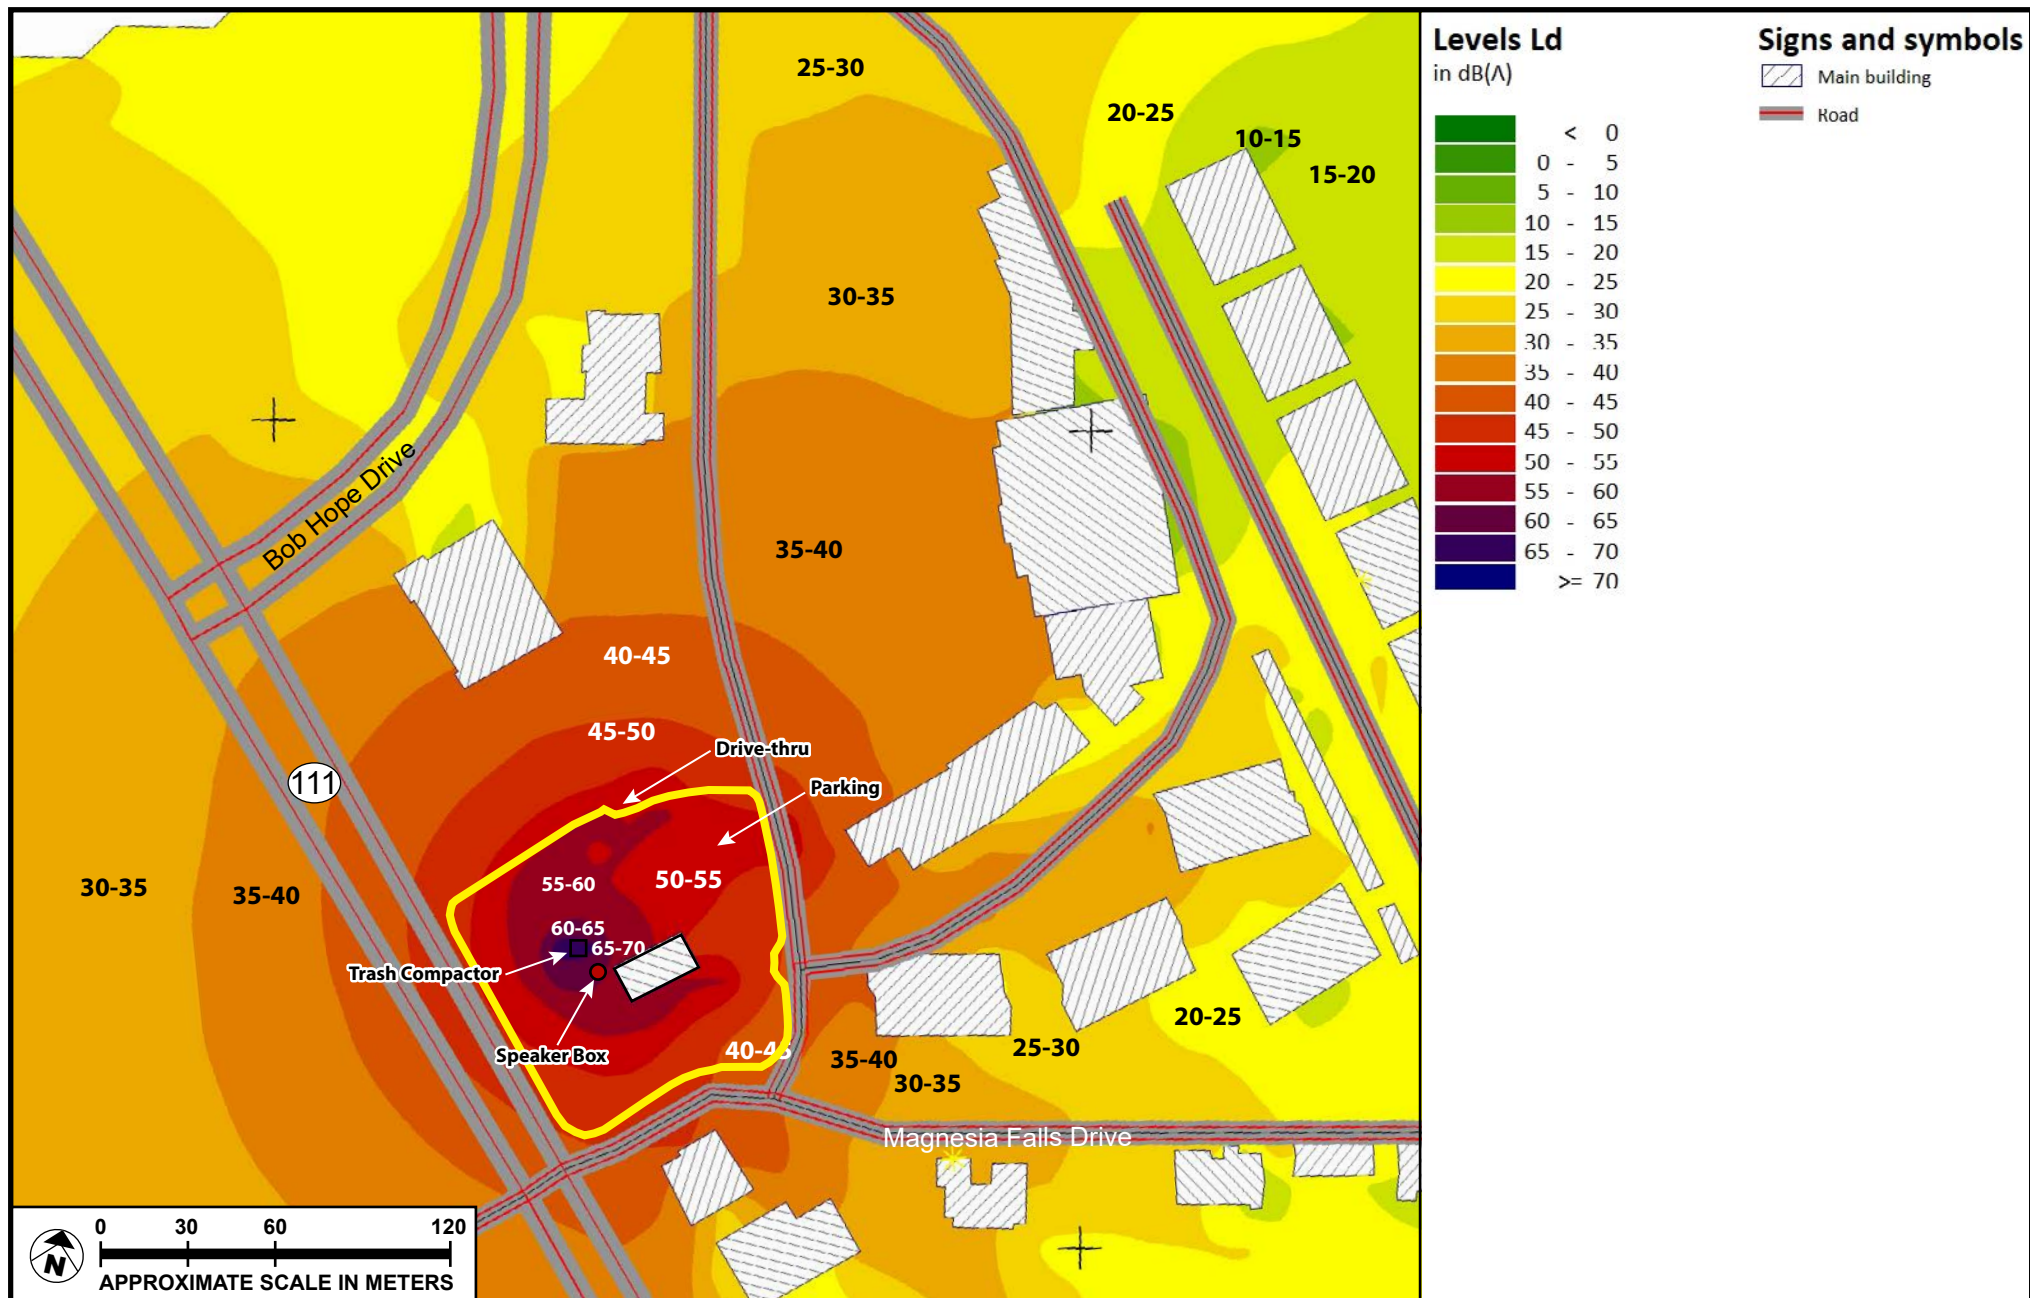 25-30
20-25
10-15
15-20
30-35
Bob Hope Drive
35-40
40-45
45-50
Drive-thru
111
Parking
30-35
35-40
55-60
50-55
60-65
65-70
Trash Compactor
Speaker Box
40-45
35-40
30-35
25-30
20-25
Magnesia Falls Drive
0 30 60 120
N
APPROXIMATE SCALE IN METERS
Levels Ld
in dB(A)
< 0
0 - 5
5 - 10
10 - 15
15 - 20
20 - 25
25 - 30
30 - 35
35 - 40
40 - 45
45 - 50
50 - 55
55 - 60
60 - 65
65 - 70
>= 70
Signs and symbols
Main building
Road